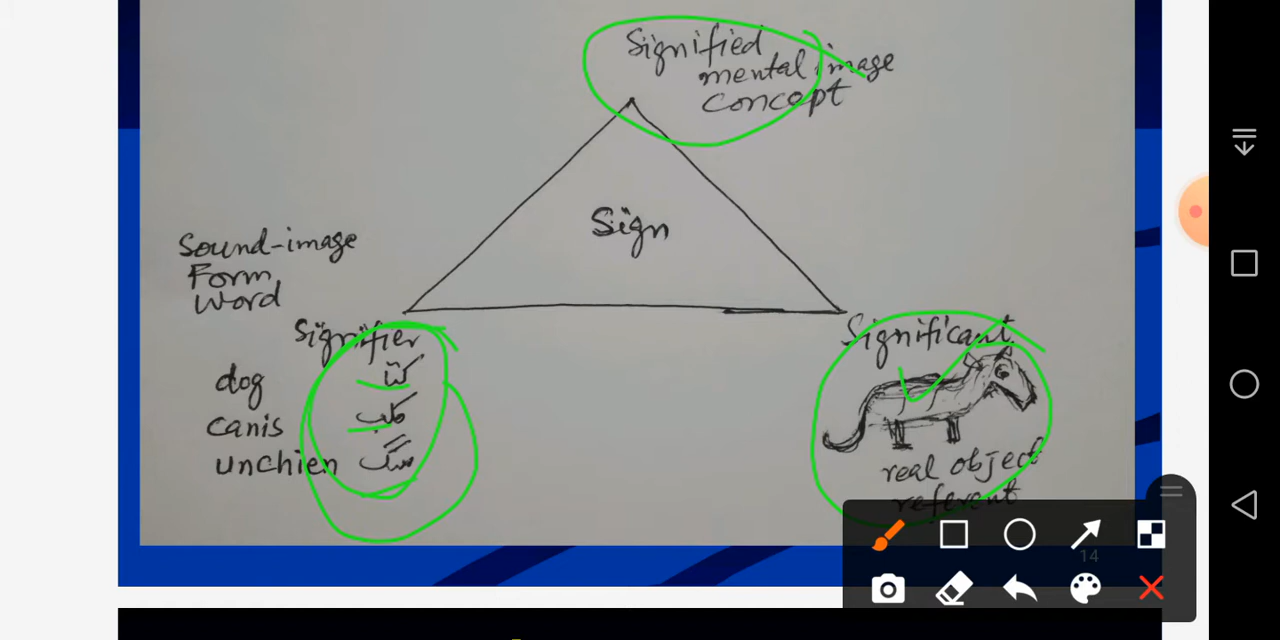 Signified
mental image
concept
Sign
Sound-image
Form
word
Signifier
dog کتا
canis کلب
unchien سگ
Significant
real object
referent
14